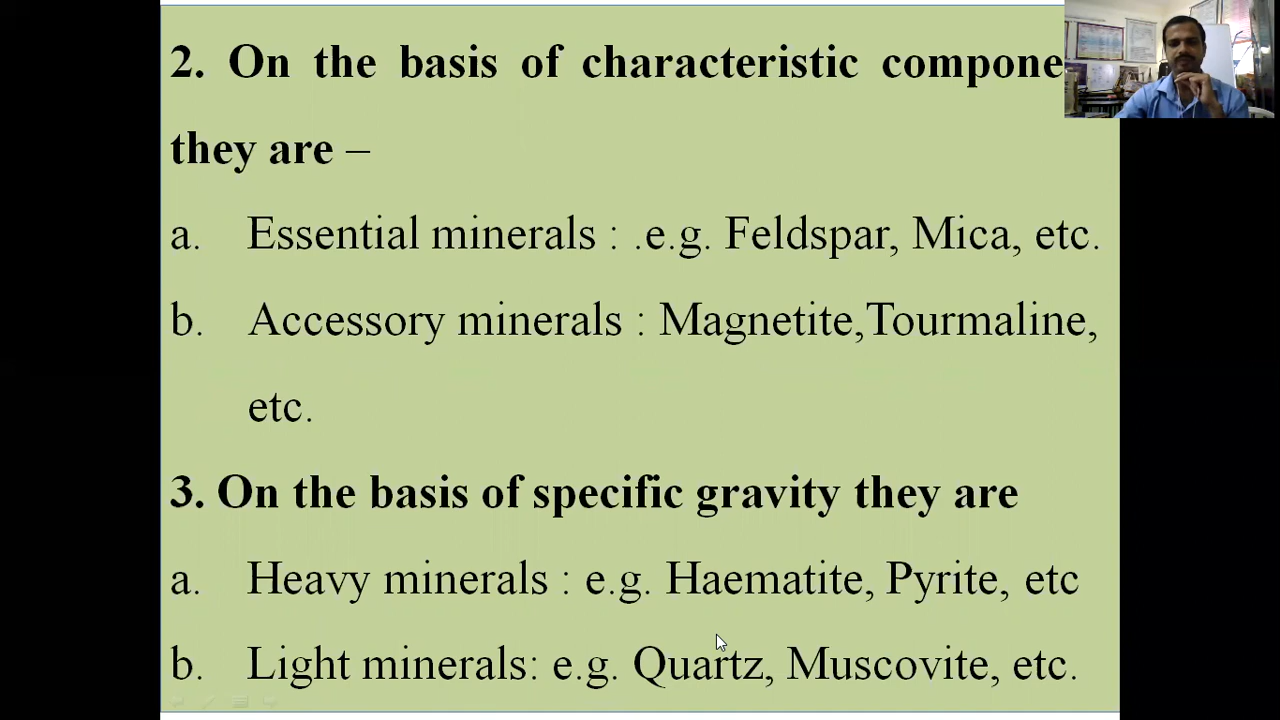 2. On the basis of characteristic compone
they are –
a. Essential minerals : .e.g. Feldspar, Mica, etc.
b. Accessory minerals : Magnetite,Tourmaline,
etc.
3. On the basis of specific gravity they are
a. Heavy minerals : e.g. Haematite, Pyrite, etc
b. Light minerals: e.g. Quartz, Muscovite, etc.